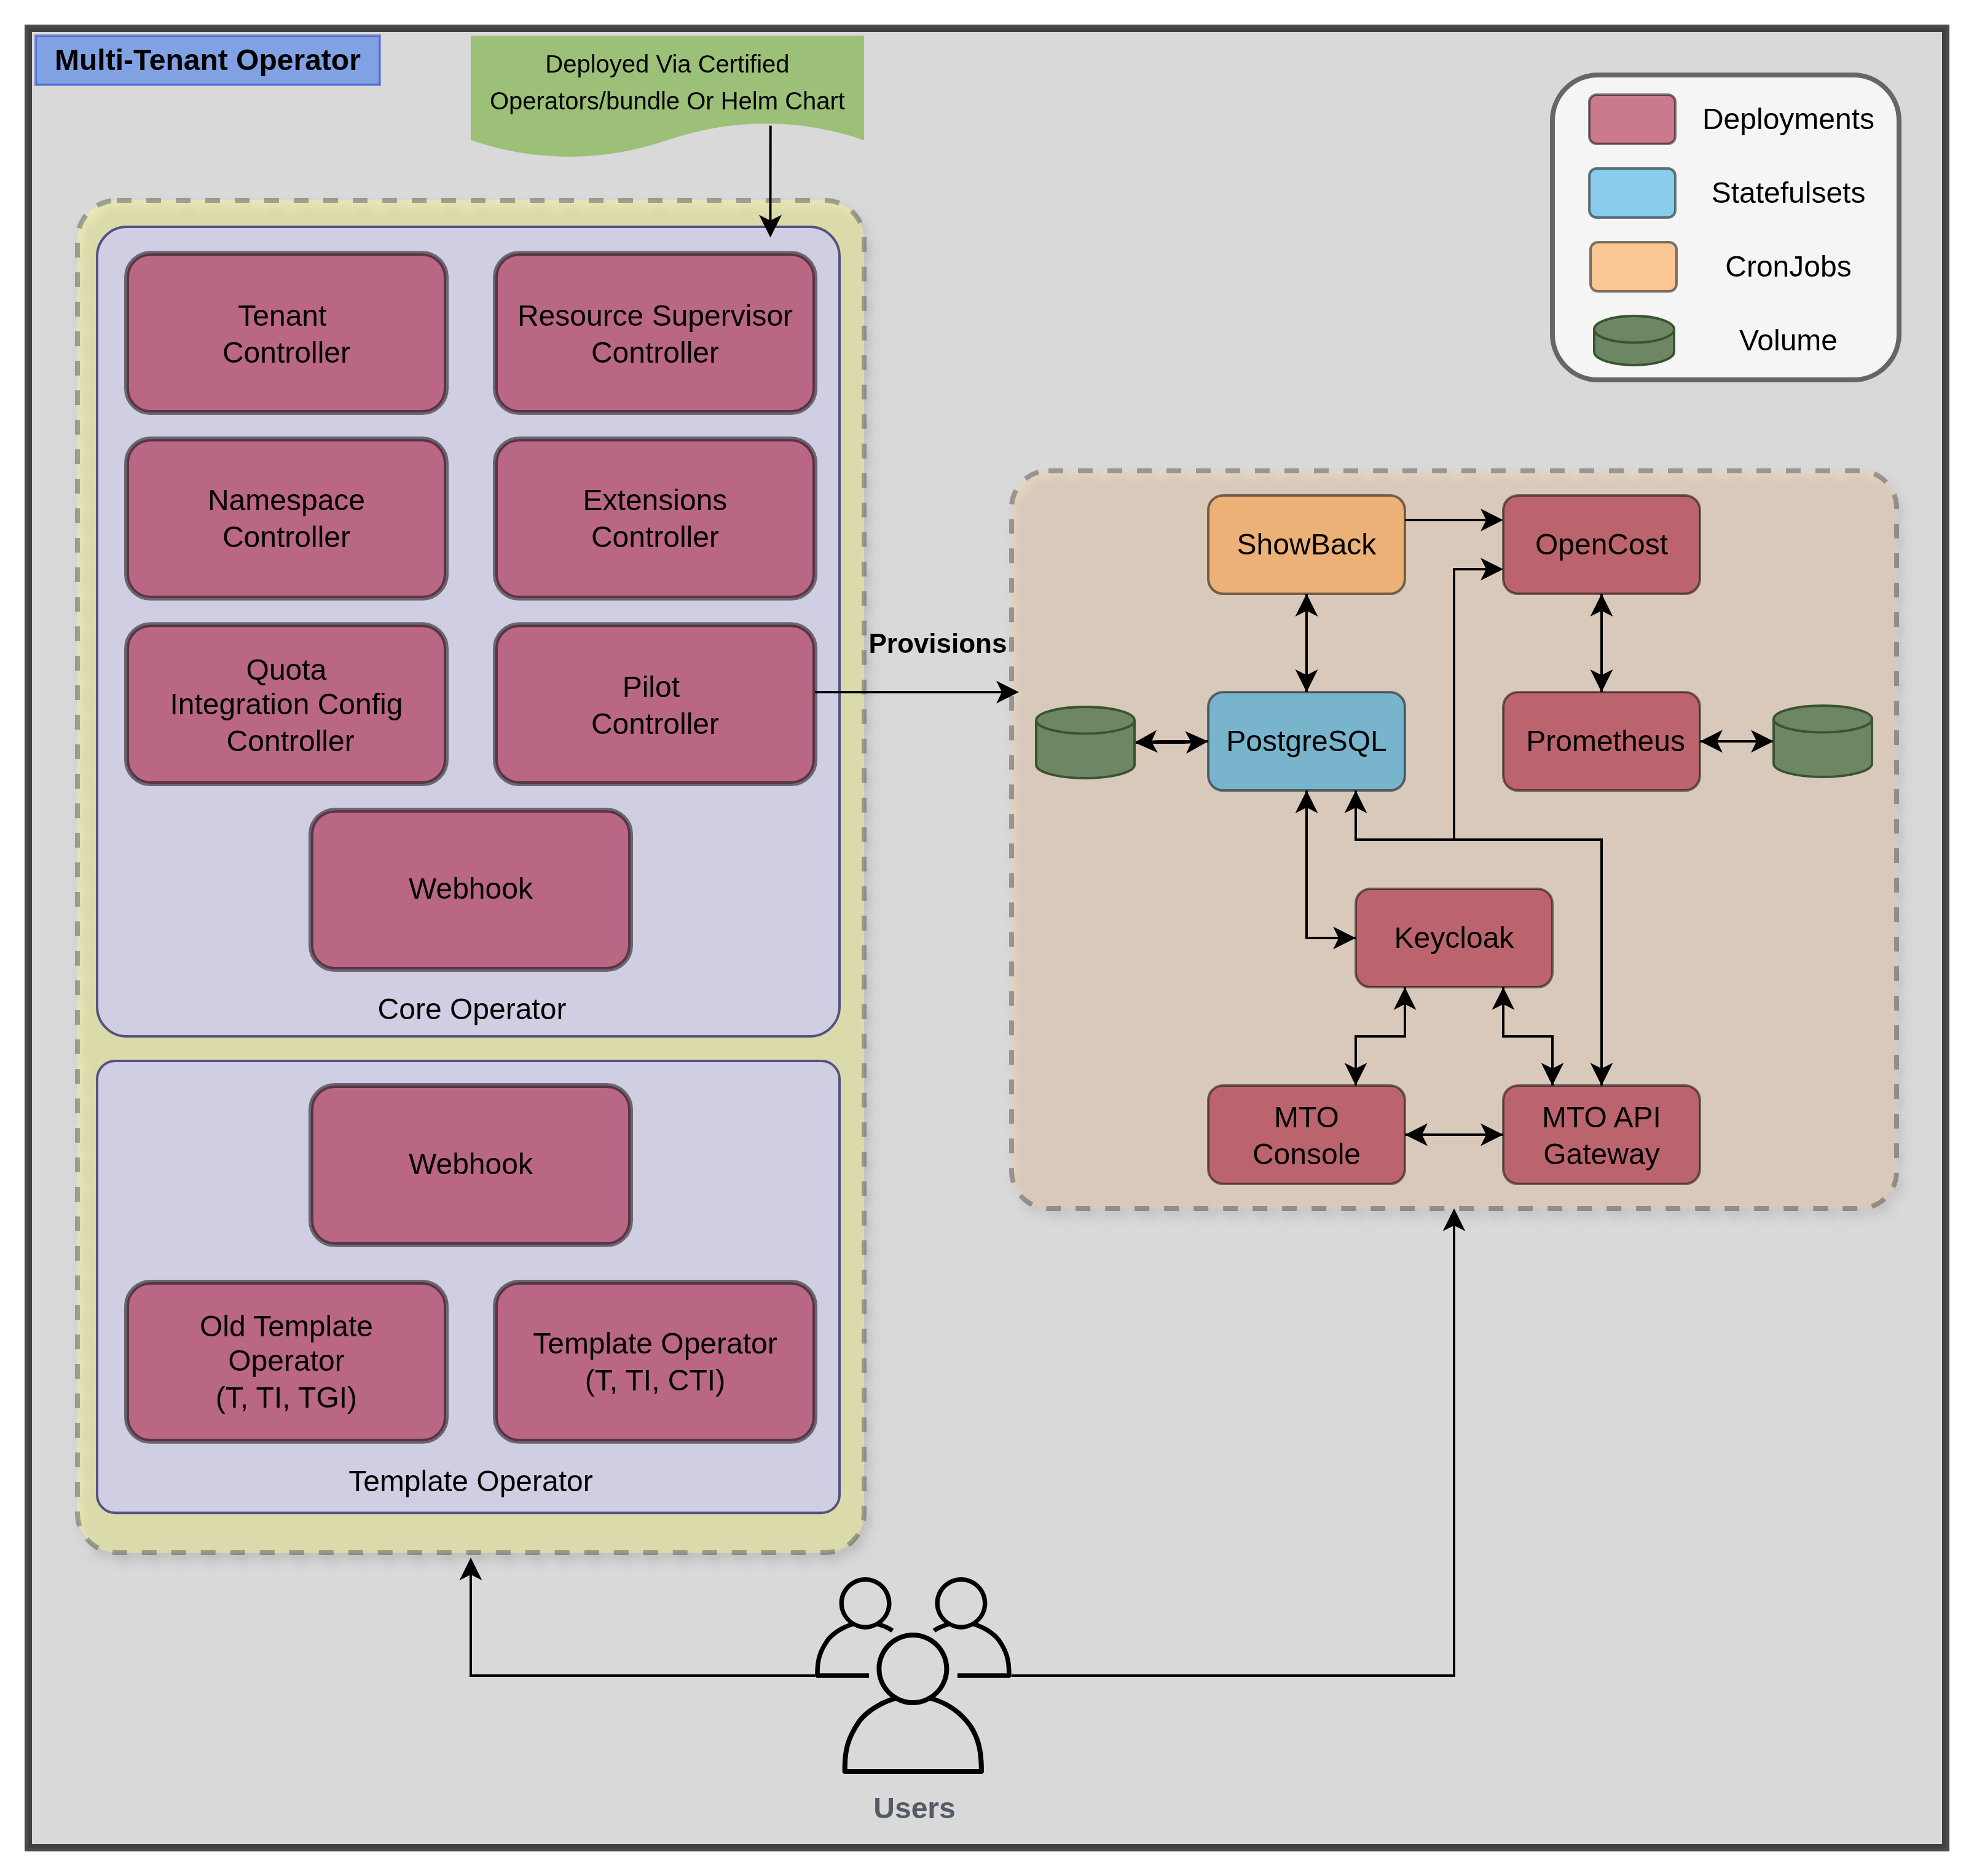 Multi-Tenant Operator
Deployed Via Certified
Operators/bundle Or Helm Chart
Deployments
Statefulsets
CronJobs
Volume
Tenant
Controller
Resource Supervisor
Controller
Namespace
Controller
Extensions
Controller
Quota
Integration Config
Controller
Pilot
Controller
Webhook
Core Operator
Webhook
Old Template
Operator
(T, TI, TGI)
Template Operator
(T, TI, CTI)
Template Operator
Provisions
ShowBack
OpenCost
PostgreSQL
Prometheus
Keycloak
MTO
Console
MTO API
Gateway
Users